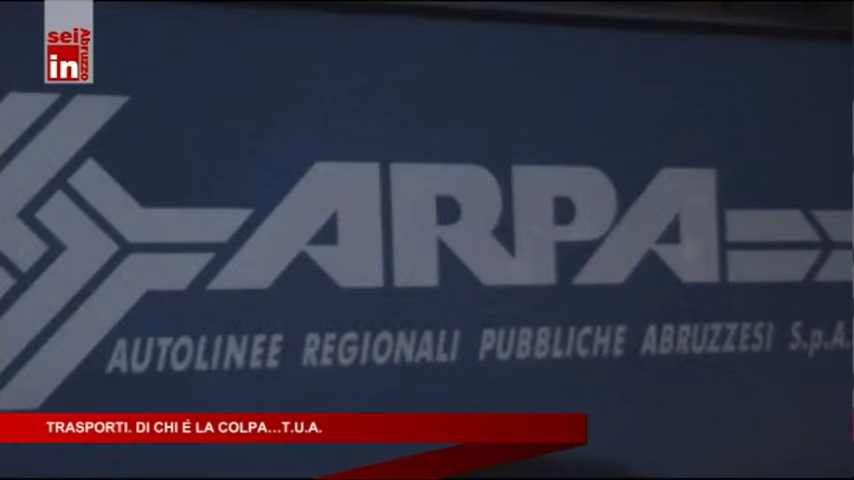 sei
in
Abruzzo
ARPA
AUTOLINEE REGIONALI PUBBLICHE ABRUZZESI S.p.A.
TRASPORTI. DI CHI É LA COLPA...T.U.A.